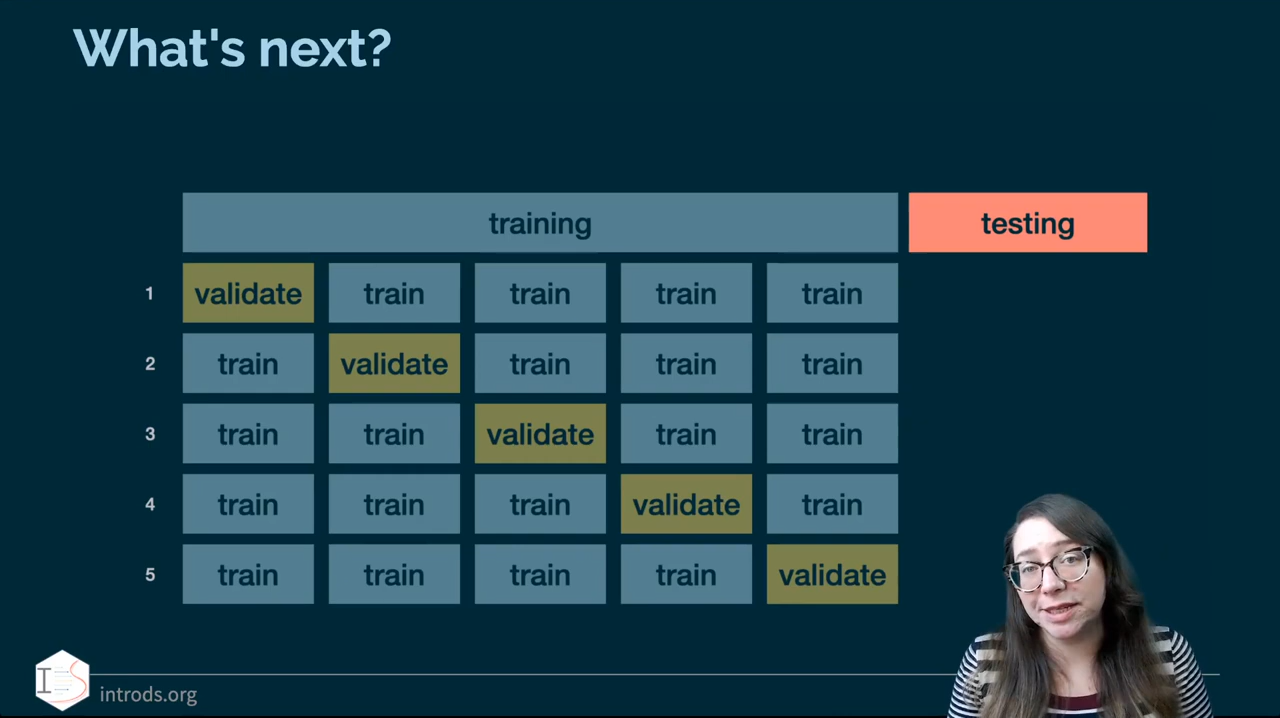 What's next?
training testing
1 validate train train train train
2 train validate train train train
3 train train validate train train
4 train train train validate train
5 train train train train validate
IS
introds.org